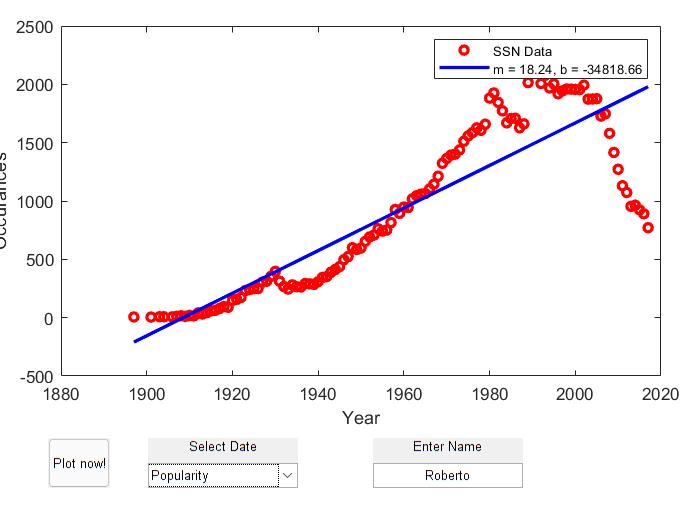 2500
2000
1500
1000
500
0
-500
Occurances
SSN Data
m = 18.24, b = -34818.66
1880 1900 1920 1940 1960 1980 2000 2020
Year
Plot now!
Select Date
Popularity
Enter Name
Roberto